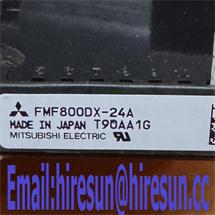 FMF800DX-24A
MADE IN JAPAN T90AA1G
MITSUBISHI ELECTRIC
Email:hiresun@hiresun.cc